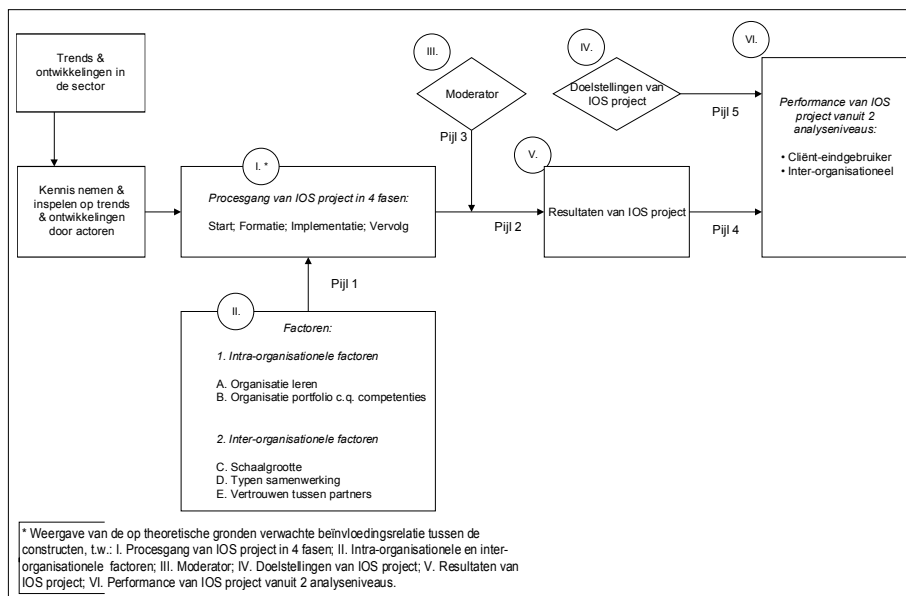 Trends &
ontwikkelingen in
de sector
Kennis nemen &
inspelen op trends
& ontwikkelingen
door actoren
I. *
Procesgang van IOS project in 4 fasen:
Start; Formatie; Implementatie; Vervolg
Pijl 1
II.
Factoren:
1. Intra-organisationele factoren
A. Organisatie leren
B. Organisatie portfolio c.q. competenties
2. Inter-organisationele factoren
C. Schaalgrootte
D. Typen samenwerking
E. Vertrouwen tussen partners
III.
Moderator
Pijl 3
Pijl 2
IV.
Doelstellingen van
IOS project
Pijl 5
V.
Resultaten van IOS project
Pijl 4
VI.
Performance van IOS
project vanuit 2
analyseniveaus:
• Cliënt-eindgebruiker
• Inter-organisationeel
* Weergave van de op theoretische gronden verwachte beïnvloedingsrelatie tussen de
constructen, t.w.: I. Procesgang van IOS project in 4 fasen; II. Intra-organisationele en inter-
organisationele factoren; III. Moderator; IV. Doelstellingen van IOS project; V. Resultaten van
IOS project; VI. Performance van IOS project vanuit 2 analyseniveaus.